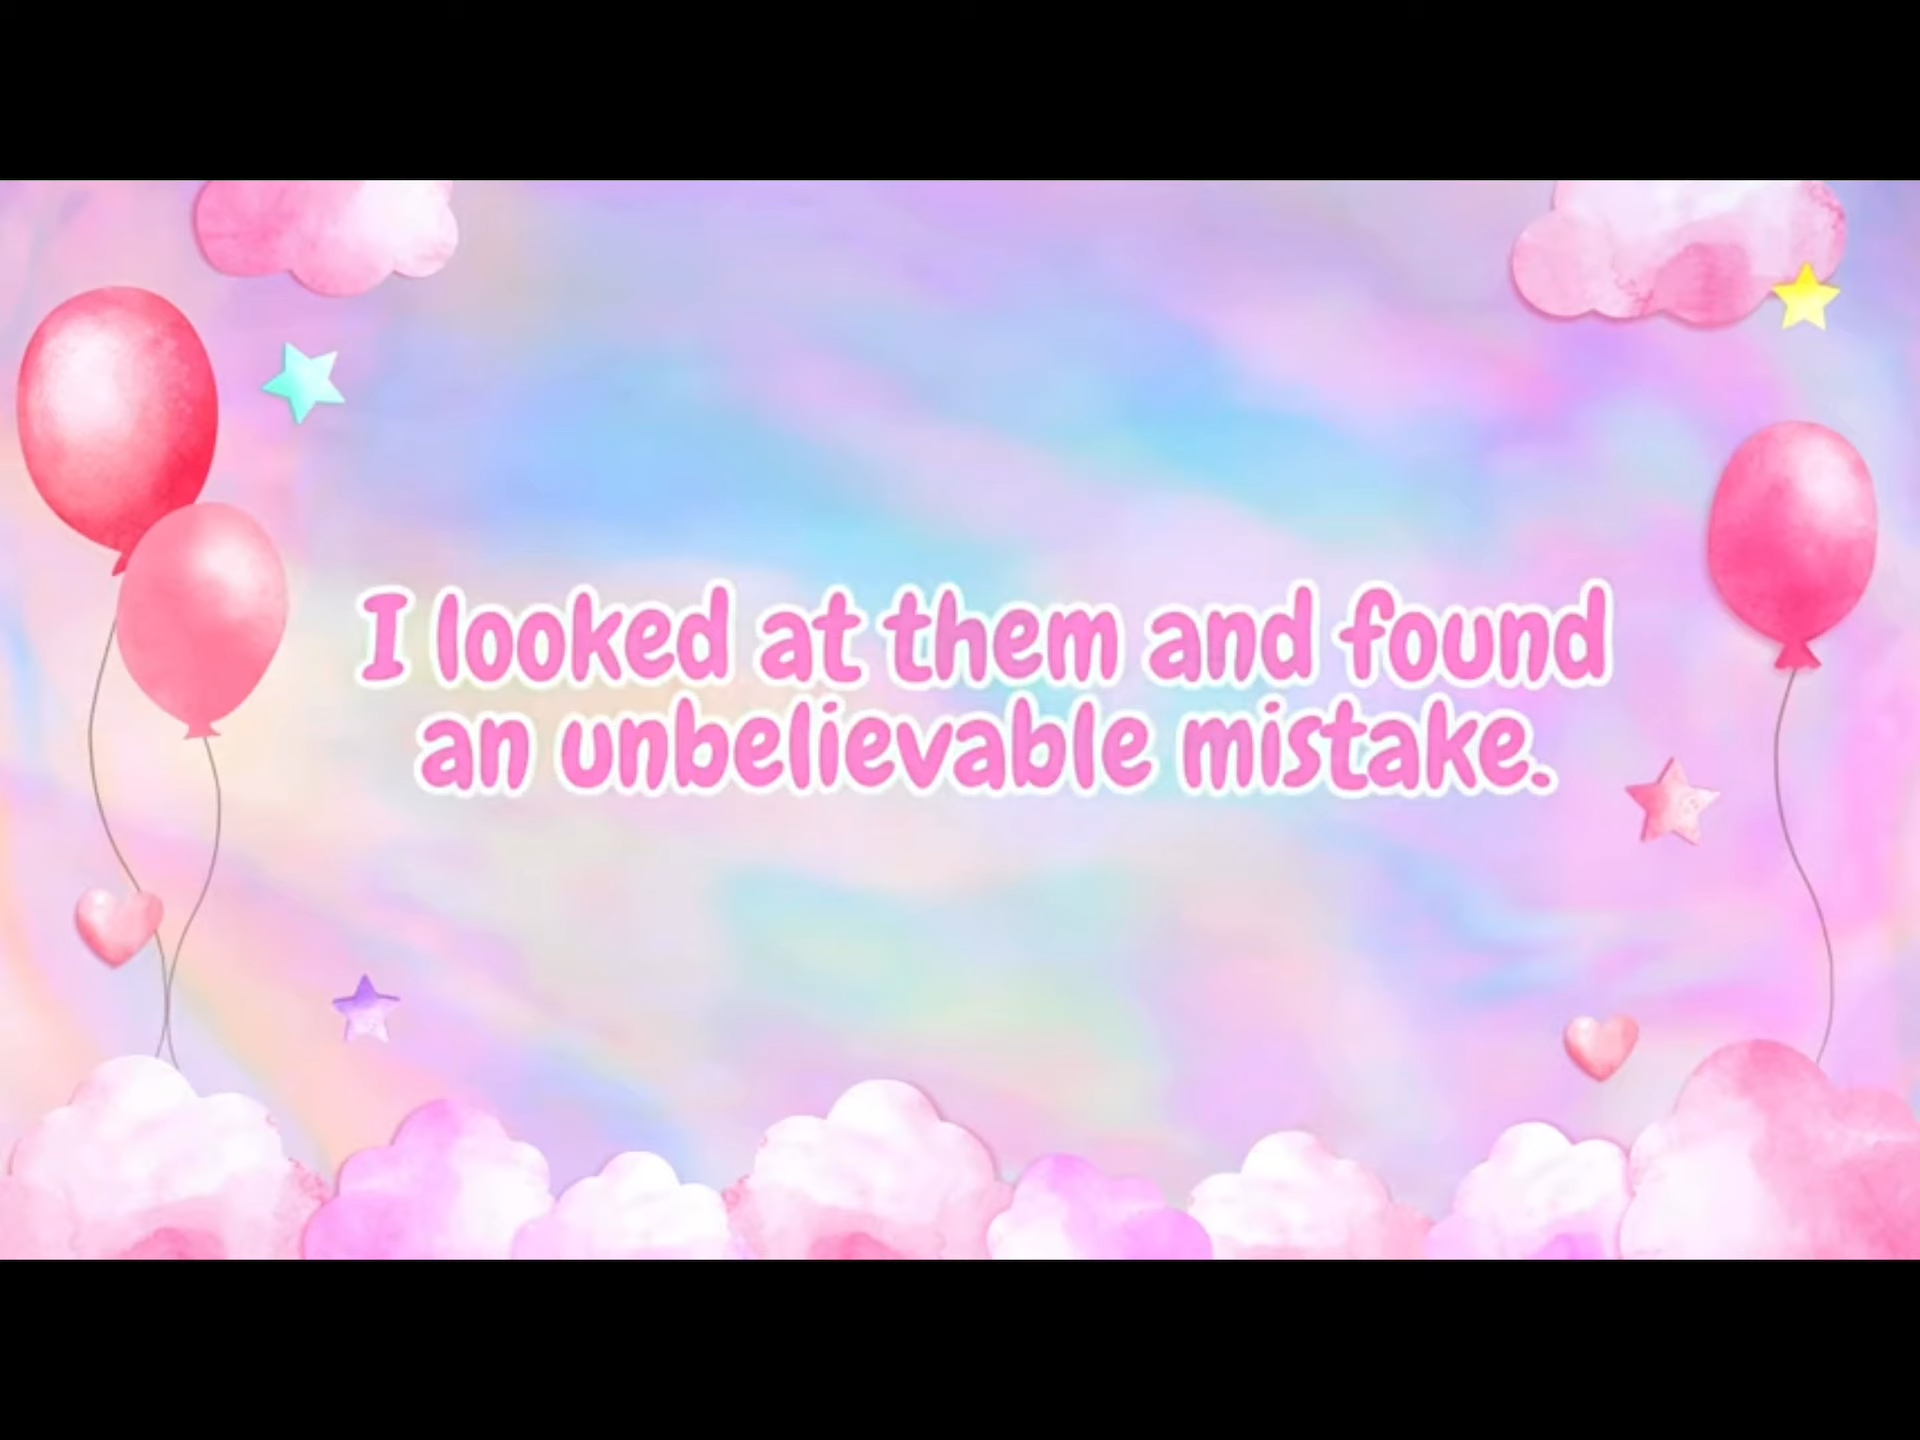 I looked at them and found
an unbelievable mistake.